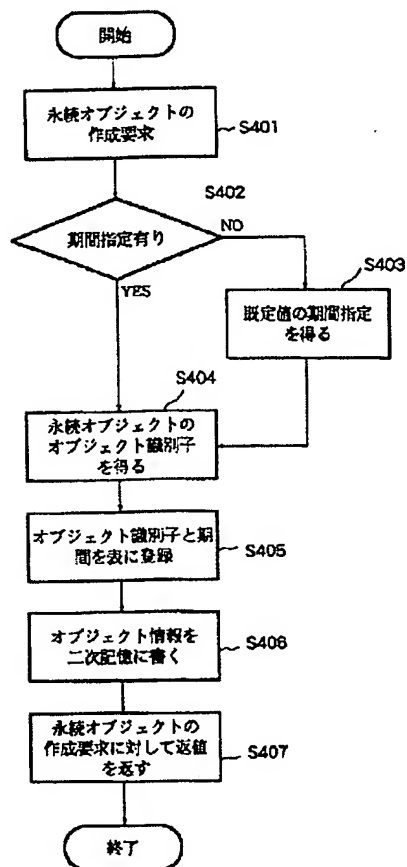 開始
永続オブジェクトの
作成要求
S401
S402
期間指定有り
NO
YES
S403
既定値の期間指定
を得る
S404
永続オブジェクトの
オブジェクト識別子
を得る
オブジェクト識別子と期
間を表に登録
S405
オブジェクト情報を
二次記憶に書く
S406
永続オブジェクトの
作成要求に対して返値
を返す
S407
終了